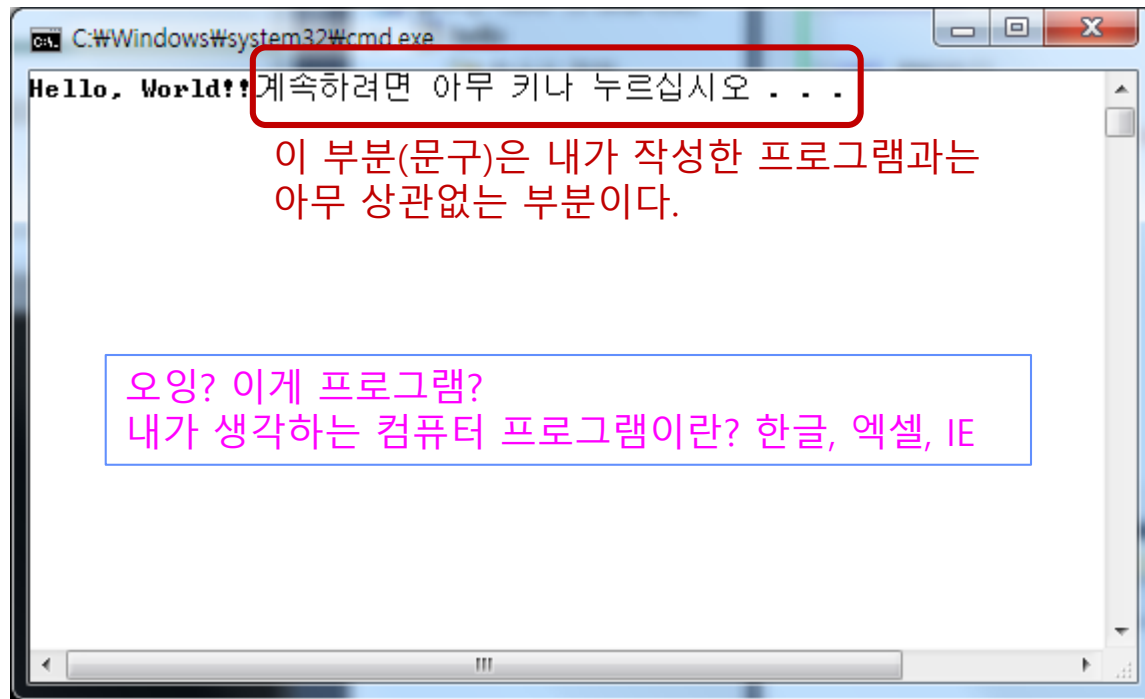 C:₩Windows₩system32₩cmd.exe
Hello, World!!계속하려면 아무 키나 누르십시오 . . .
이 부분(문구)은 내가 작성한 프로그램과는
아무 상관없는 부분이다.
오잉? 이게 프로그램?
내가 생각하는 컴퓨터 프로그램이란? 한글, 엑셀, IE